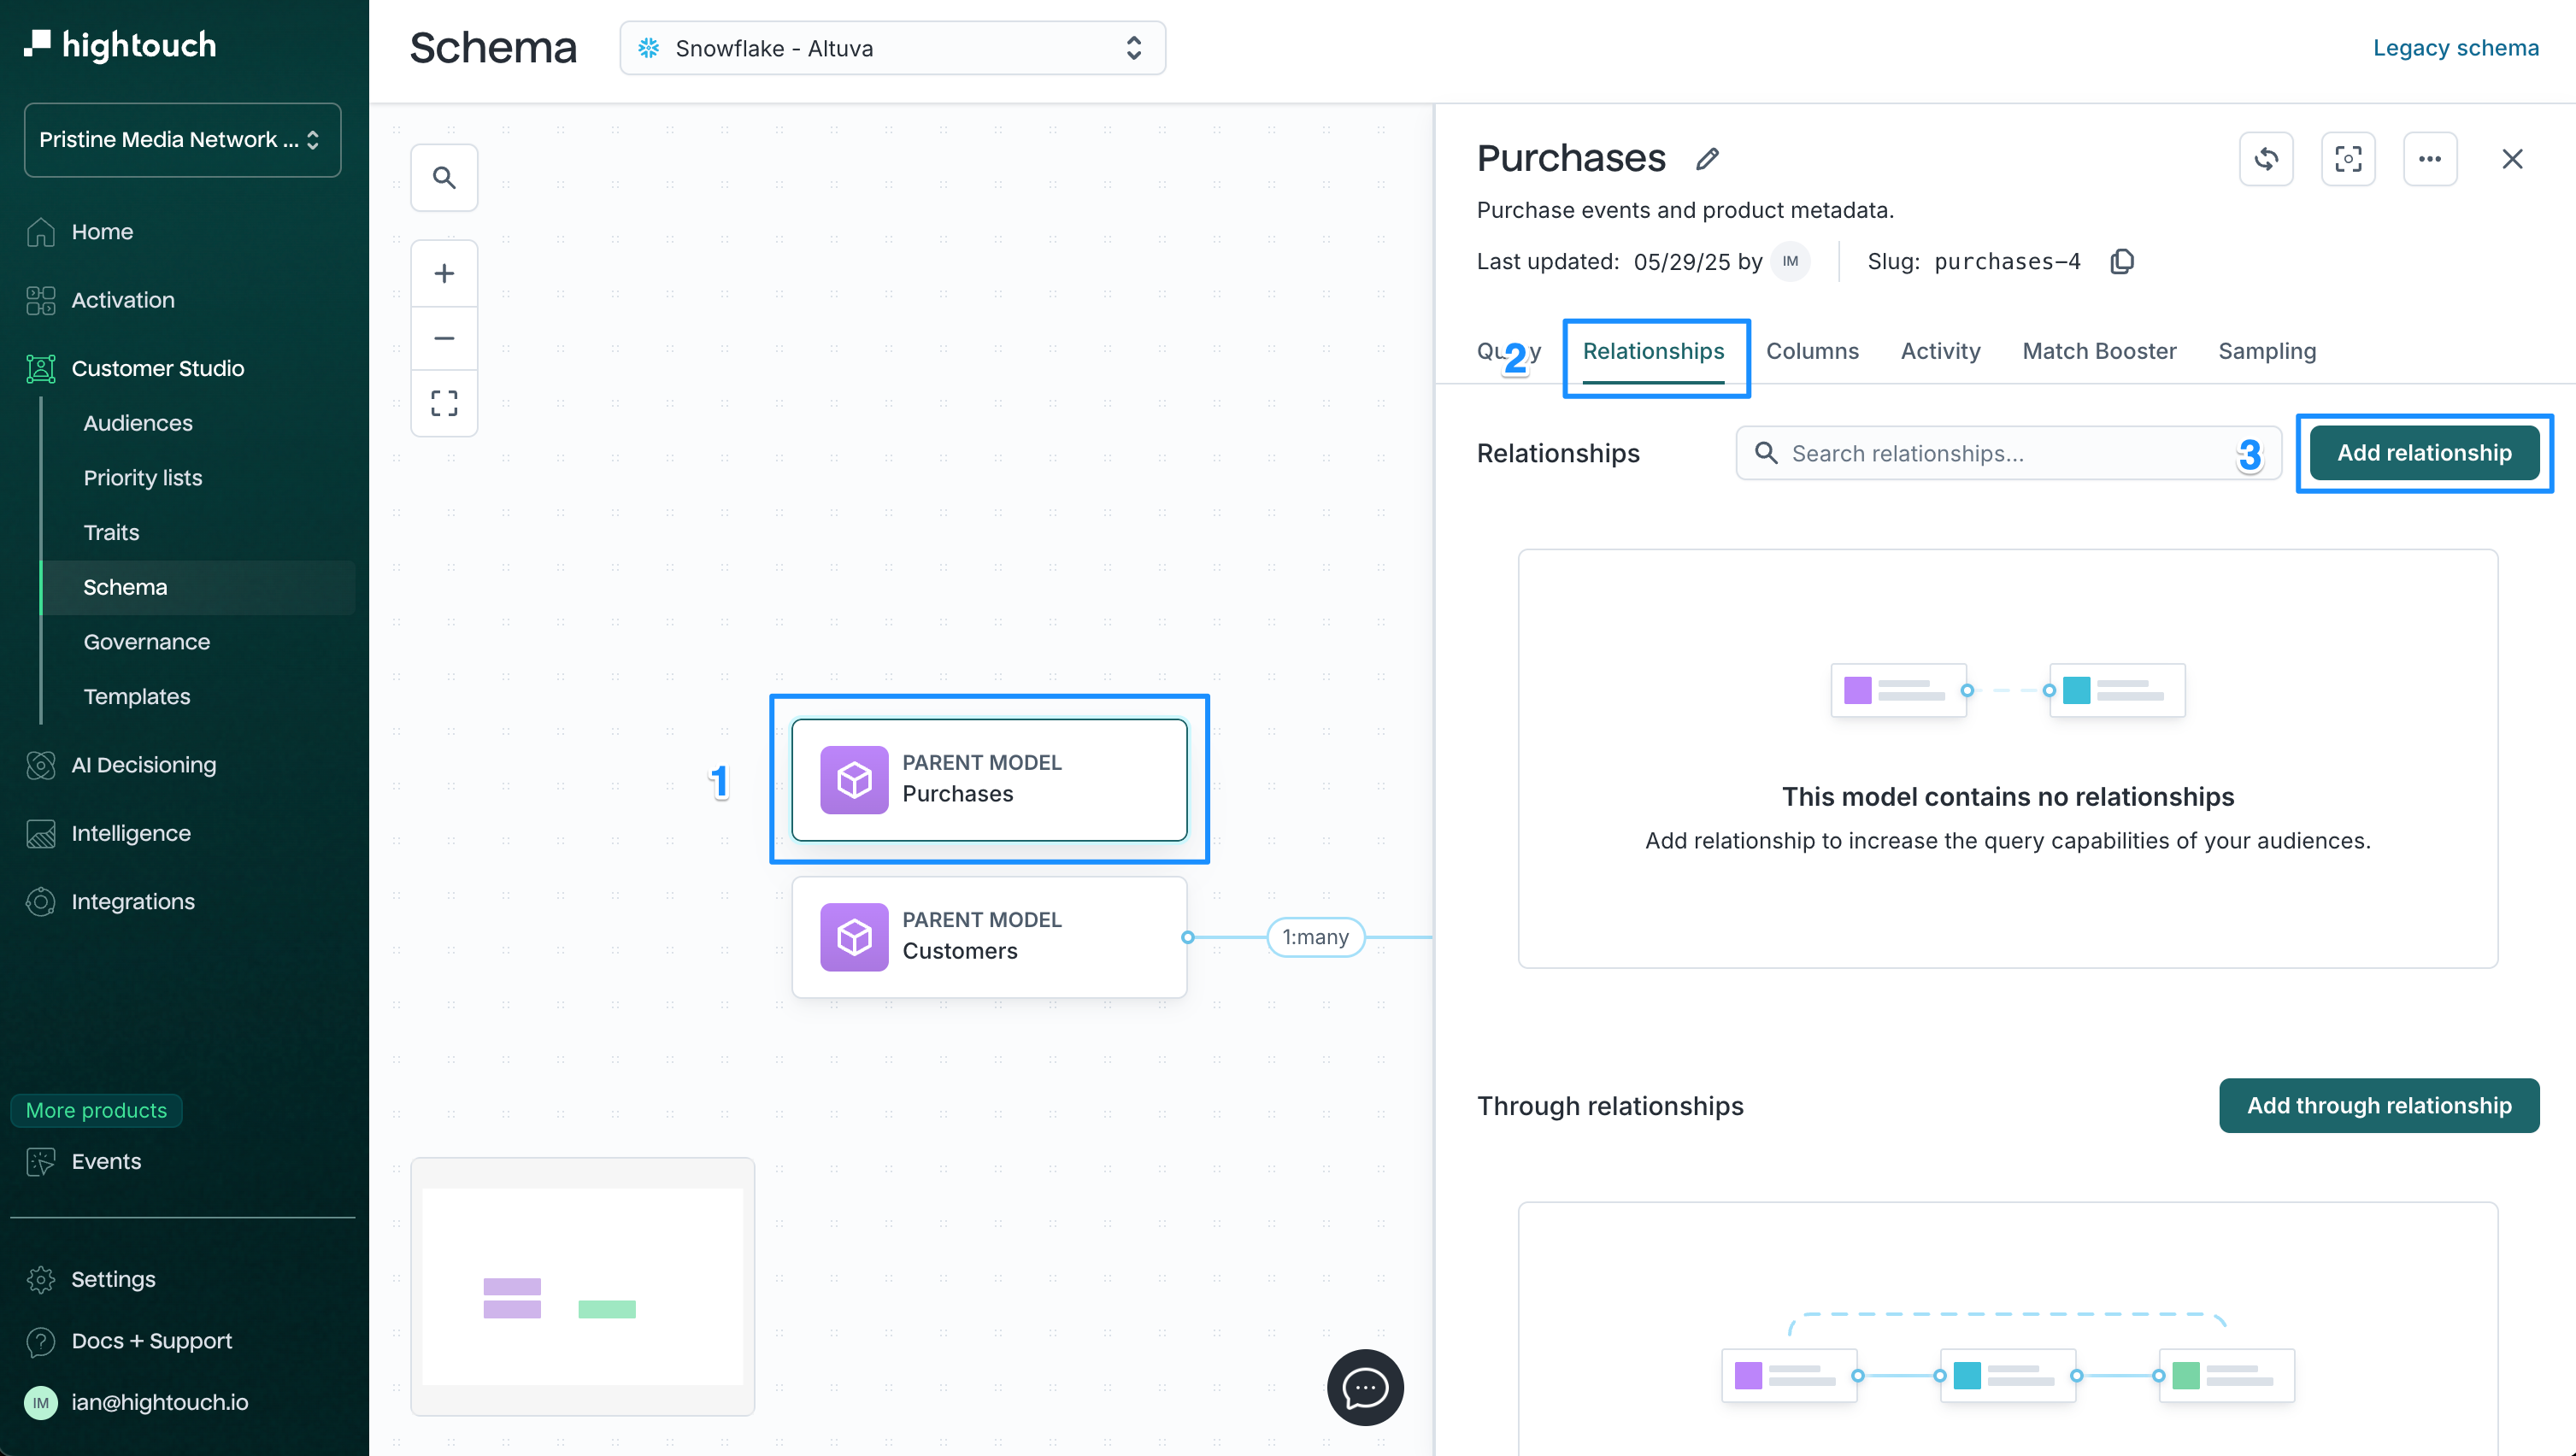 hightouch
Pristine Media Network ...
Home
Activation
Customer Studio
Audiences
Priority lists
Traits
Schema
Governance
Templates
AI Decisioning
Intelligence
Integrations
More products
Events
Settings
Docs + Support
IM
ian@hightouch.io
Schema
Snowflake - Altuva
Legacy schema
1
PARENT MODEL
Purchases
PARENT MODEL
Customers
1:many
Purchases
Purchase events and product metadata.
Last updated: 05/29/25 by IM Slug: purchases-4
2 Relationships Columns Activity Match Booster Sampling
Relationships
Search relationships...
3
Add relationship
This model contains no relationships
Add relationship to increase the query capabilities of your audiences.
Through relationships
Add through relationship